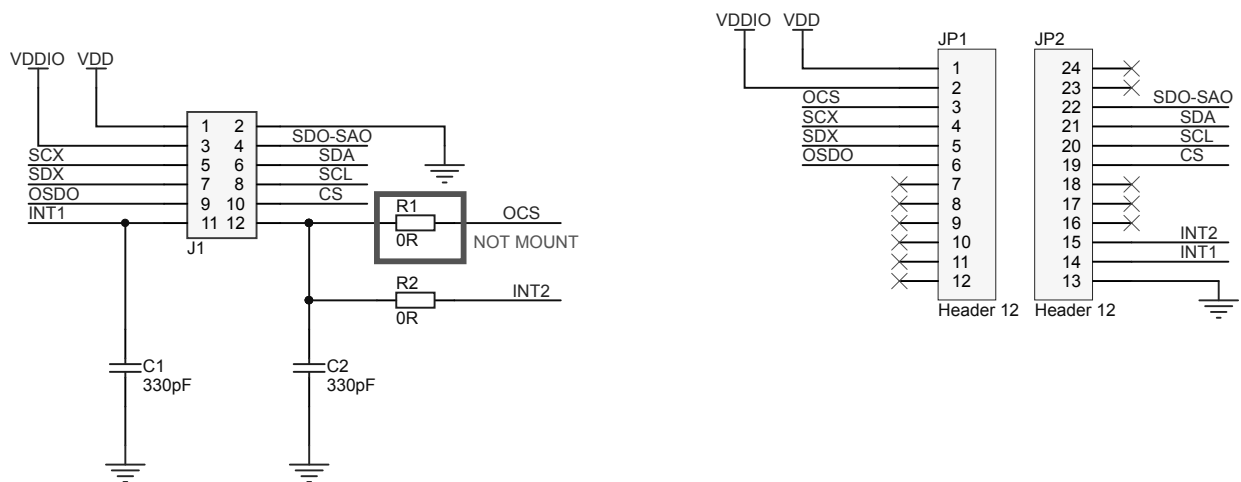 VDDIO VDD
1 2
3 4 SDO-SAO
SCX 5 6 SDA
SDX 7 8 SCL
OSDO 9 10 CS
INT1 11 12
J1
R1
0R
OCS
NOT MOUNT
R2
0R
INT2
C1
330pF
C2
330pF
VDDIO VDD
JP1
1
2
OCS 3
SCX 4
SDX 5
OSDO 6
7
8
9
10
11
12
Header 12
JP2
24
23
22 SDO-SAO
21 SDA
20 SCL
19 CS
18
17
16
15 INT2
14 INT1
13
Header 12